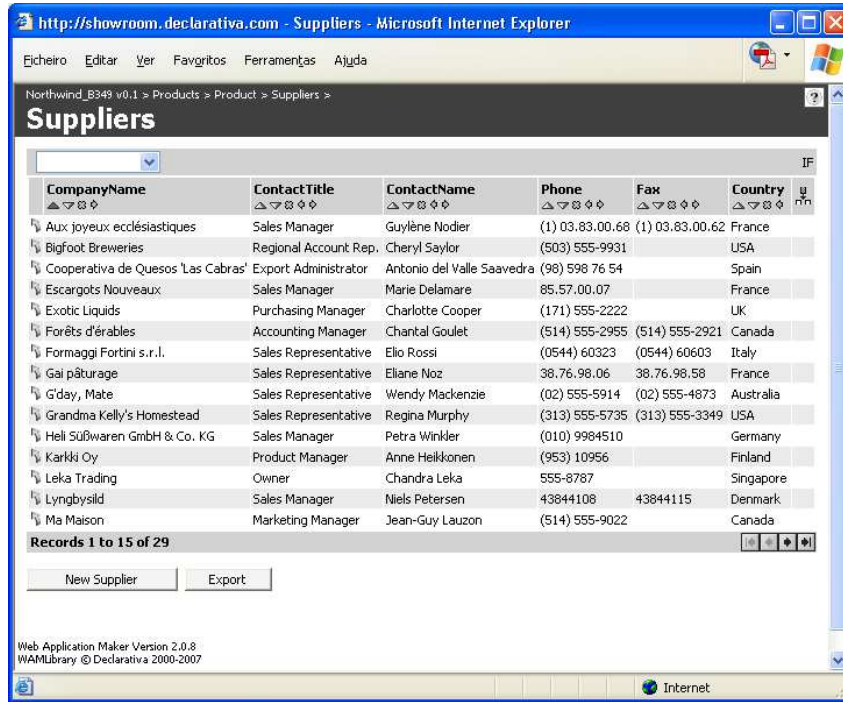 http://showroom.declarativa.com - Suppliers - Microsoft Internet Explorer
Ficheiro Editar Ver Favoritos Ferramentas Ajuda
Northwind_B349 v0.1 > Products > Product > Suppliers >
?
Suppliers
IF
CompanyName ContactTitle ContactName Phone Fax Country
Aux joyeux ecclésiastiques Sales Manager Guylène Nodier (1) 03.83.00.68 (1) 03.83.00.62 France
Bigfoot Breweries Regional Account Rep. Cheryl Saylor (503) 555-9931 USA
Cooperativa de Quesos 'Las Cabras' Export Administrator Antonio del Valle Saavedra (98) 598 76 54 Spain
Escargots Nouveaux Sales Manager Marie Delamare 85.57.00.07 France
Exotic Liquids Purchasing Manager Charlotte Cooper (171) 555-2222 UK
Forêts d'érables Accounting Manager Chantal Goulet (514) 555-2955 (514) 555-2921 Canada
Formaggi Fortini s.r.l. Sales Representative Elio Rossi (0544) 60323 (0544) 60603 Italy
Gai pâturage Sales Representative Eliane Noz 38.76.98.06 38.76.98.58 France
G'day, Mate Sales Representative Wendy Mackenzie (02) 555-5914 (02) 555-4873 Australia
Grandma Kelly's Homestead Sales Representative Regina Murphy (313) 555-5735 (313) 555-3349 USA
Heli Süßwaren GmbH & Co. KG Sales Manager Petra Winkler (010) 9984510 Germany
Karkki Oy Product Manager Anne Heikkonen (953) 10956 Finland
Leka Trading Owner Chandra Leka 555-8787 Singapore
Lyngbysild Sales Manager Niels Petersen 43844108 43844115 Denmark
Ma Maison Marketing Manager Jean-Guy Lauzon (514) 555-9022 Canada
Records 1 to 15 of 29
New Supplier Export
Web Application Maker Version 2.0.8
WAMLibrary © Declarativa 2000-2007
Internet